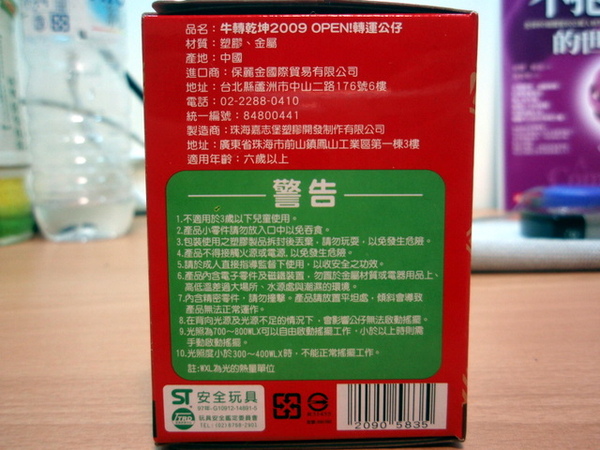 品名：牛轉乾坤2009 OPEN!轉運公仔
材質：塑膠、金屬
產地：中國
進口商：保麗金國際貿易有限公司
地址：台北縣蘆洲市中山二路176號6樓
電話：02-2288-0410
統一編號：84800441
製造商：珠海嘉志堡塑膠開發制作有限公司
地址：廣東省珠海市前山鎮鳳山工業區第一棟3樓
適用年齡：六歲以上
警告
1.不適用於3歲以下兒童使用。
2.產品小零件請勿放入口中以免吞食。
3.包裝使用之塑膠製品拆封後丟棄，請勿玩耍，以免發生危險。
4.產品不得接觸火源或電源，以免發生危險。
5.請於成人直接指導監督下使用，以收安全之功效。
6.產品內含電子零件及磁鐵裝置，勿置於金屬材質或電器用品上、
高低溫差過大場所、水源處與潮濕的環境。
7.內含精密零件，請勿撞擊。產品請放置平坦處，傾斜會導致
產品無法正常運作。
8.在背向光源及光源不足的情況下，會影響公仔無法啟動搖擺。
9.光照為700~800WLX可以自由啟動搖擺工作，小於以上時則需
手動啟動搖擺。
10.光照度小於300~400WLX時，不能正常搖擺工作。
註：WXL為光的熱量單位
ST 安全玩具
玩具安全鑑定委員會
2090 5835
的世